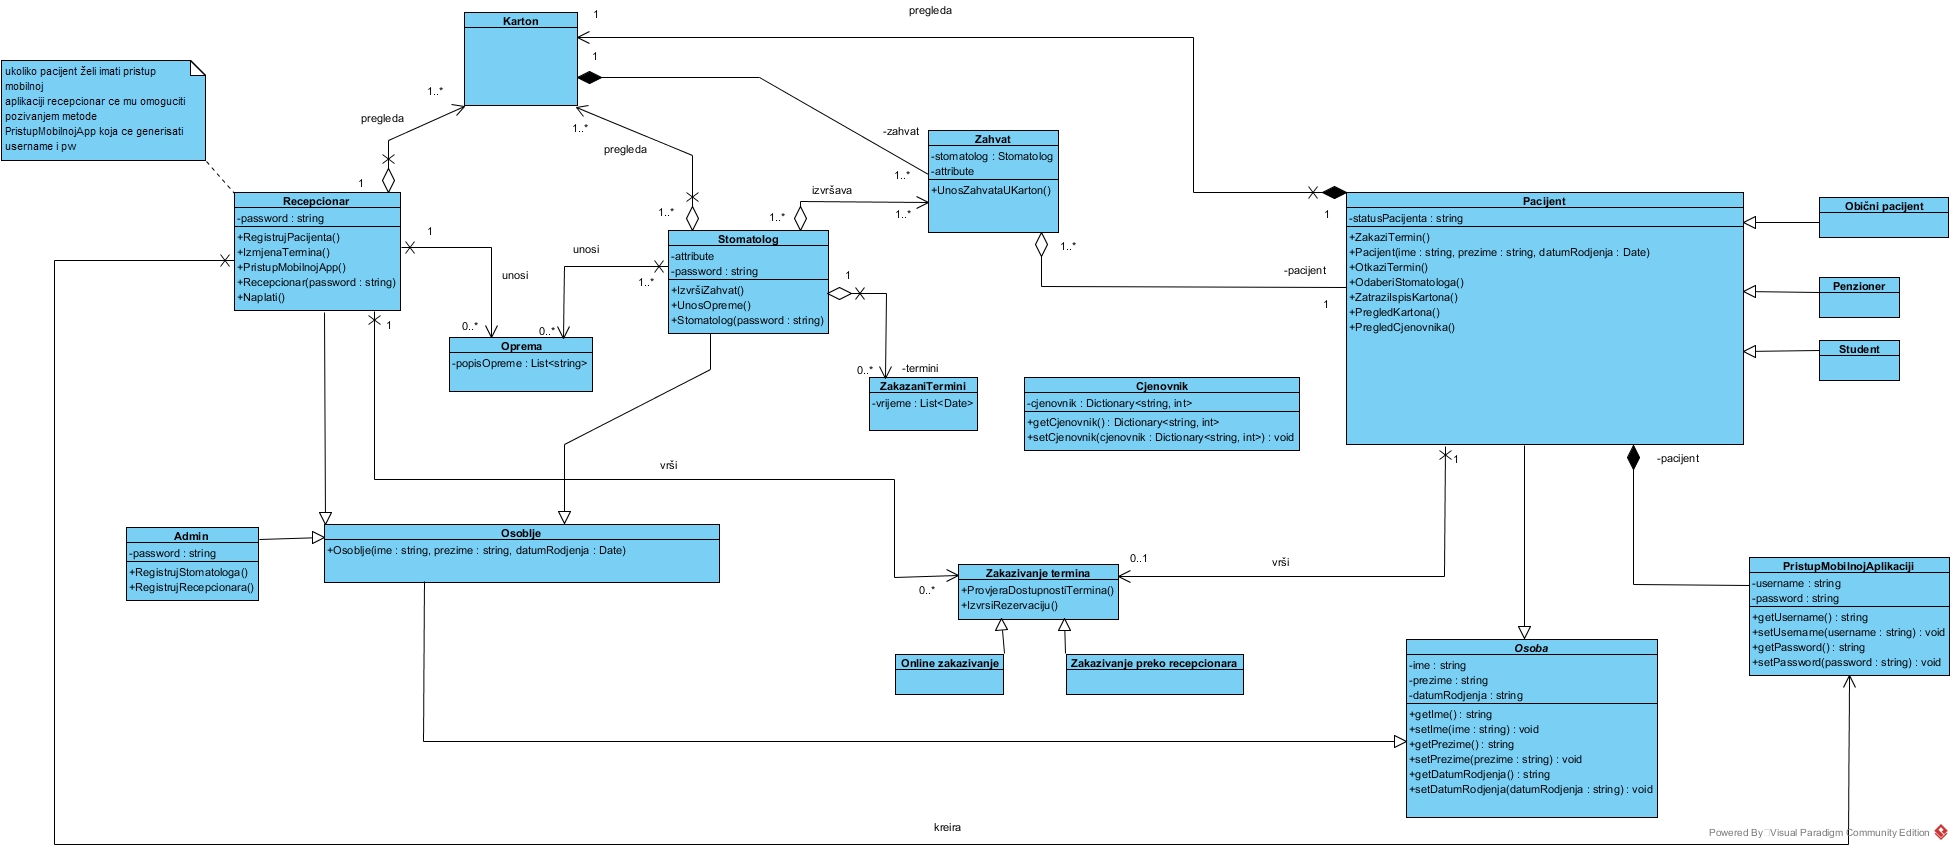 Karton
1
pregleda
1
ukoliko pacijent želi imati pristup
mobilnoj
aplikaciji recepcionar ce mu omoguciti
pozivanjem metode
PristupMobilnojApp koja ce generisati
username i pw
1..*
pregleda
1
1..*
pregleda
1..*
-zahvat
1..*
Zahvat
-stomatolog : Stomatolog
-attribute
+UnosZahvataUKarton()
izvršava
1..*
1..*
1..*
Recepcionar
-password : string
+RegistrujPacijenta()
+IzmjenaTermina()
+PristupMobilnojApp()
+Recepcionar(password : string)
+Naplati()
1
unosi
0..*
1
Stomatolog
-attribute
-password : string
+IzvršiZahvat()
+UnosOpreme()
+Stomatolog(password : string)
unosi
1..*
0..*
1
Oprema
-popisOpreme : List<string>
0..*
-termini
ZakazaniTermini
-vrijeme : List<Date>
Cjenovnik
-cjenovnik : Dictionary<string, int>
+getCjenovnik() : Dictionary<string, int>
+setCjenovnik(cjenovnik : Dictionary<string, int>) : void
-pacijent
1
1
Pacijent
-statusPacijenta : string
+ZakaziTermin()
+Pacijent(ime : string, prezime : string, datumRodjenja : Date)
+OtkaziTermin()
+OdaberiStomatologa()
+ZatraziIspisKartona()
+PregledKartona()
+PregledCjenovnika()
Obični pacijent
Penzioner
Student
1
-pacijent
vrši
Admin
-password : string
+RegistrujStomatologa()
+RegistrujRecepcionara()
Osoblje
+Osoblje(ime : string, prezime : string, datumRodjenja : Date)
0..*
0..1
vrši
Zakazivanje termina
+ProvjeraDostupnostiTermina()
+IzvrsiRezervaciju()
Online zakazivanje
Zakazivanje preko recepcionara
PristupMobilnojAplikaciji
-username : string
-password : string
+getUsername() : string
+setUsername(username : string) : void
+getPassword() : string
+setPassword(password : string) : void
Osoba
-ime : string
-prezime : string
-datumRodjenja : string
+getIme() : string
+setIme(ime : string) : void
+getPrezime() : string
+setPrezime(prezime : string) : void
+getDatumRodjenja() : string
+setDatumRodjenja(datumRodjenja : string) : void
kreira
Powered By Visual Paradigm Community Edition